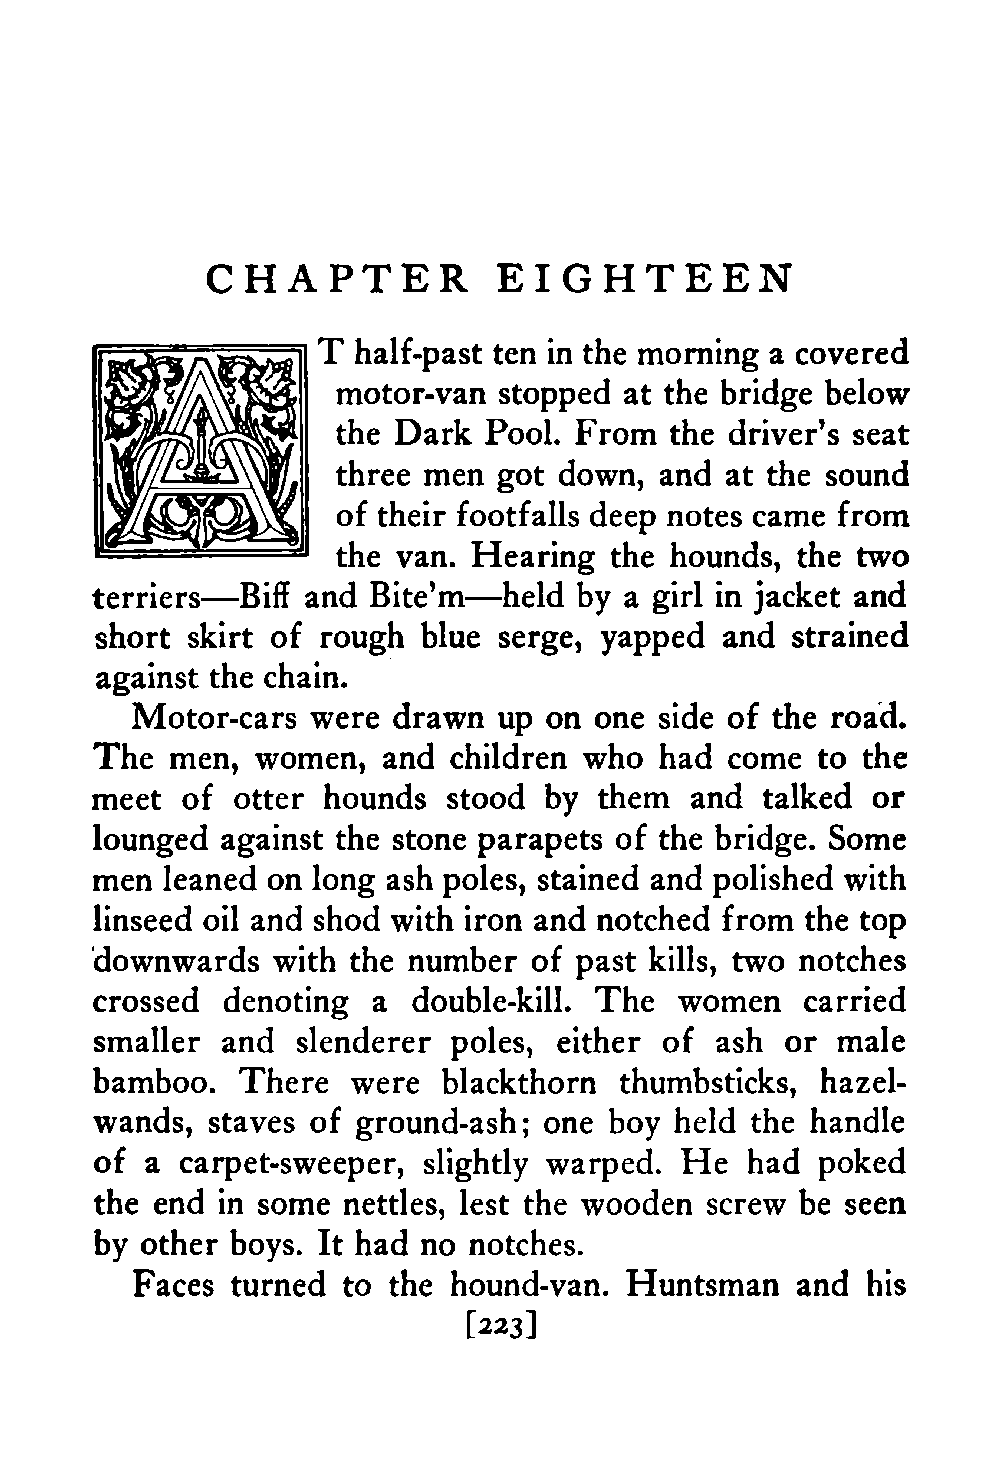 CHAPTER EIGHTEEN
AT half-past ten in the morning a covered
motor-van stopped at the bridge below
the Dark Pool. From the driver's seat
three men got down, and at the sound
of their footfalls deep notes came from
the van. Hearing the hounds, the two
terriers—Biff and Bite'm—held by a girl in jacket and
short skirt of rough blue serge, yapped and strained
against the chain.
Motor-cars were drawn up on one side of the road.
The men, women, and children who had come to the
meet of otter hounds stood by them and talked or
lounged against the stone parapets of the bridge. Some
men leaned on long ash poles, stained and polished with
linseed oil and shod with iron and notched from the top
downwards with the number of past kills, two notches
crossed denoting a double-kill. The women carried
smaller and slenderer poles, either of ash or male
bamboo. There were blackthorn thumbsticks, hazel-
wands, staves of ground-ash; one boy held the handle
of a carpet-sweeper, slightly warped. He had poked
the end in some nettles, lest the wooden screw be seen
by other boys. It had no notches.
Faces turned to the hound-van. Huntsman and his
[223]